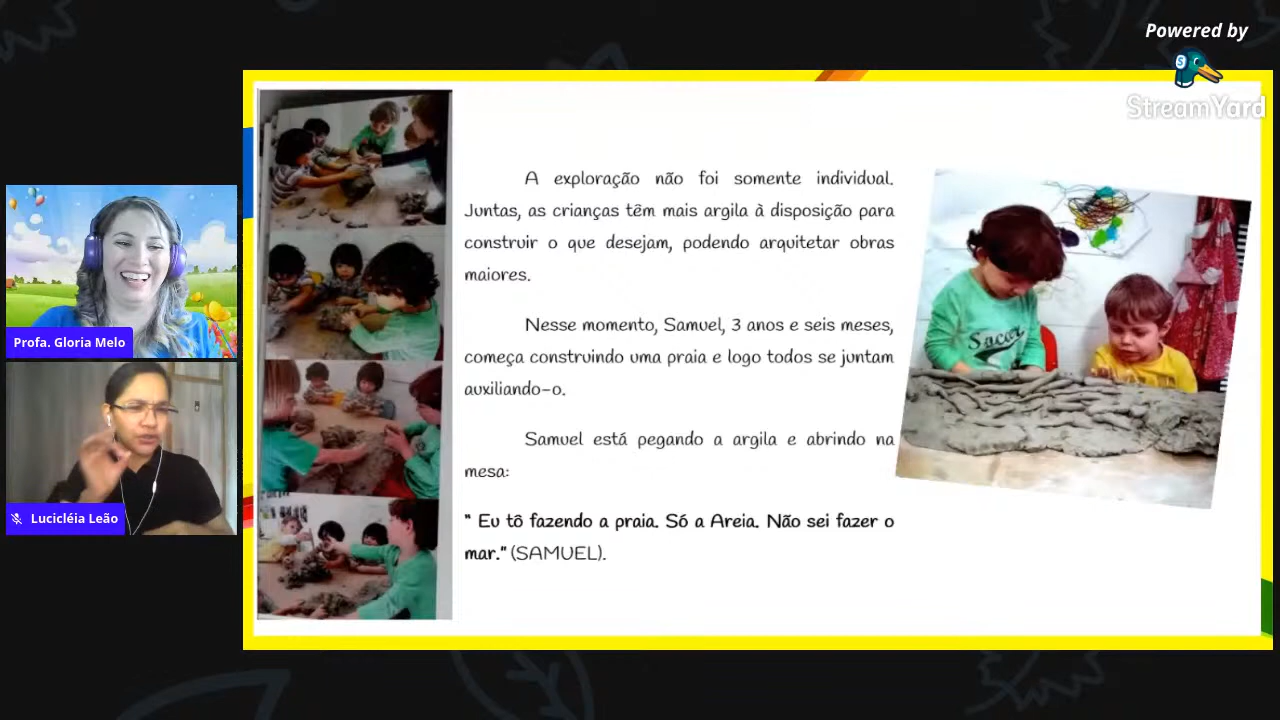 Powered by
StreamYard
A exploração não foi somente individual.
Juntas, as crianças têm mais argila à disposição para
construir o que desejam, podendo arquitetar obras
maiores.
Nesse momento, Samuel, 3 anos e seis meses,
começa construindo uma praia e logo todos se juntam
auxiliando-o.
Samuel está pegando a argila e abrindo na
mesa:
" Eu tô fazendo a praia. Só a Areia. Não sei fazer o
mar." (SAMUEL).
Soccer
Profa. Gloria Melo
Lucicléia Leão